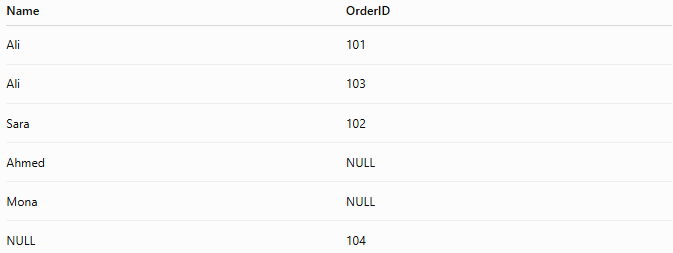 Name OrderID
Ali 101
Ali 103
Sara 102
Ahmed NULL
Mona NULL
NULL 104